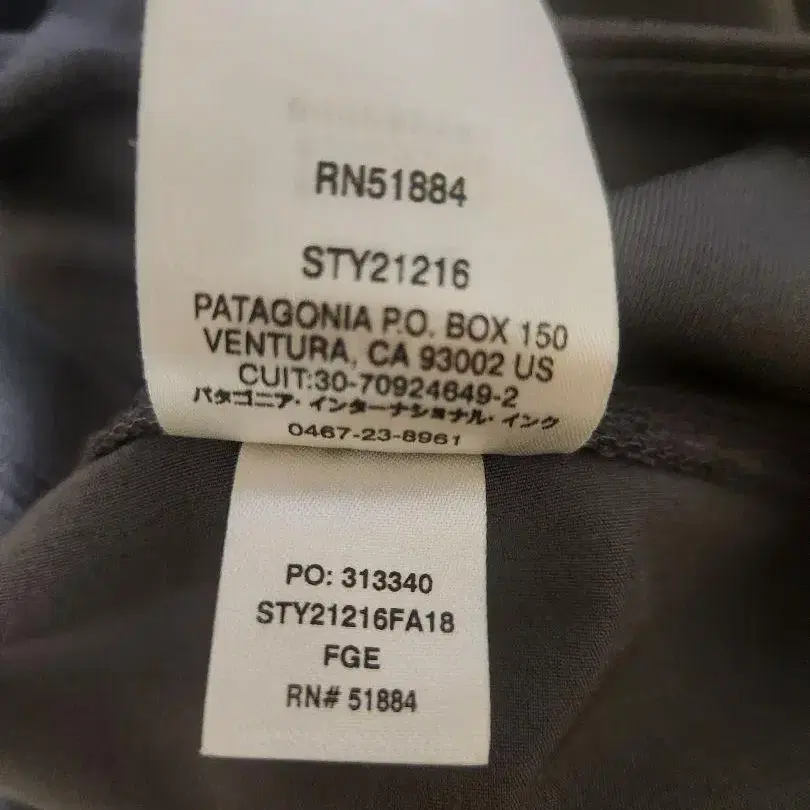 RN51884
STY21216
PATAGONIA P.O. BOX 150
VENTURA, CA 93002 US
CUIT:30-70924649-2
パタゴニア・インターナショナル・インク
0467-23-8961
PO: 313340
STY21216FA18
FGE
RN# 51884